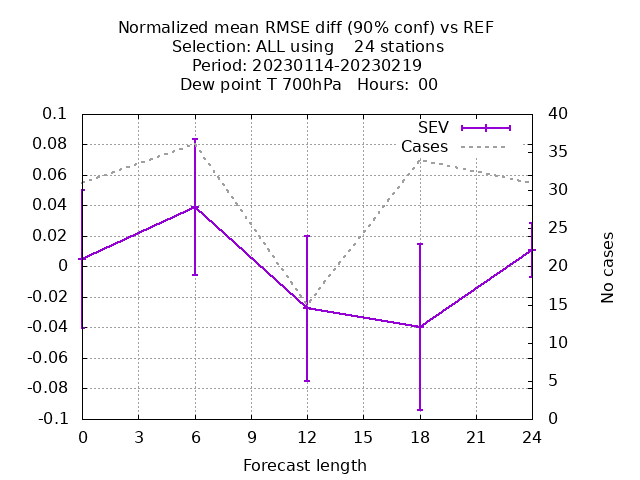 Normalized mean RMSE diff (90% conf) vs REF
Selection: ALL using    24 stations
Period: 20230114-20230219
Dew point T 700hPa   Hours:  00
SEV
Cases
0.1
0.08
0.06
0.04
0.02
0
-0.02
-0.04
-0.06
-0.08
-0.1
40
35
30
25
20
15
10
5
0
No cases
0 3 6 9 12 15 18 21 24
Forecast length